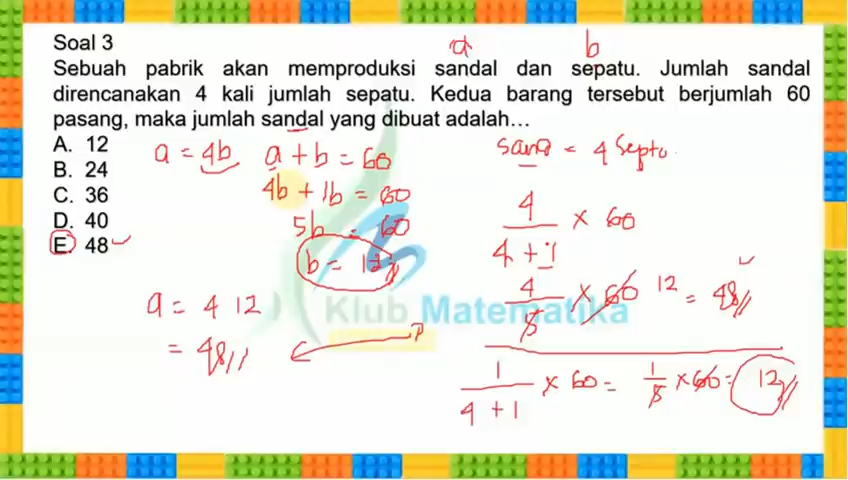 Soal 3
a b
Sebuah pabrik akan memproduksi sandal dan sepatu. Jumlah sandal
direncanakan 4 kali jumlah sepatu. Kedua barang tersebut berjumlah 60
pasang, maka jumlah sandal yang dibuat adalah…
A. 12
B. 24
C. 36
D. 40
E. 48
a = 4b
a + b = 60
4b + 1b = 60
5b = 60
b = 12
a = 4 12
= 48
= 4
4/(4 + 1) × 60
4/5 × 60 12 = 48
1/(4 + 1) × 60 = 1/5 × 60 = 12
Klub Matematika